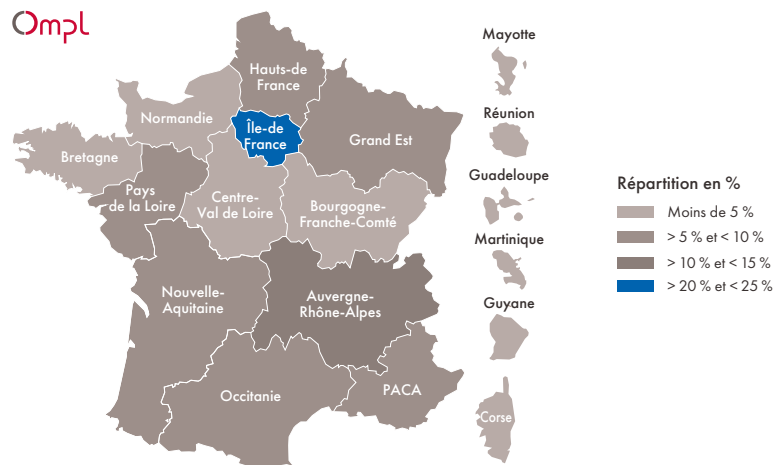 Ompl
Mayotte
Hauts-de
France
Normandie
Réunion
Île-de
France
Grand Est
Bretagne
Guadeloupe
Pays
de la Loire
Centre-
Val de Loire
Bourgogne-
Franche-Comté
Répartition en %
Moins de 5 %
> 5 % et < 10 %
> 10 % et < 15 %
> 20 % et < 25 %
Martinique
Nouvelle-
Aquitaine
Auvergne-
Rhône-Alpes
Guyane
Occitanie
PACA
Corse